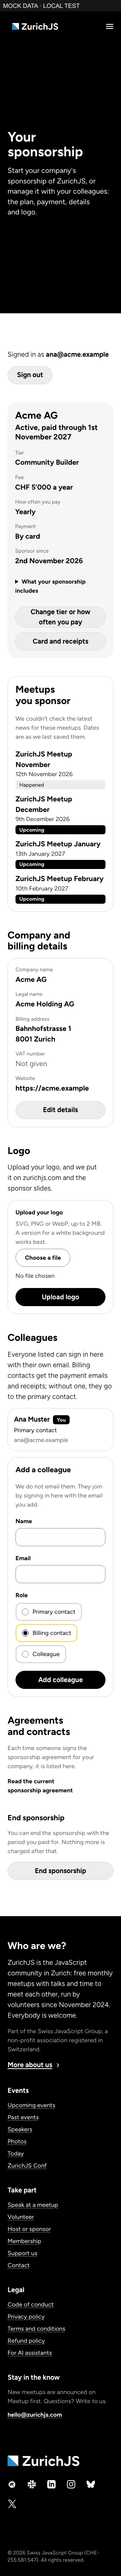 MOCK DATA · LOCAL TEST
ZurichJS
Your
sponsorship
Start your company's
sponsorship of ZurichJS, or
manage it with your colleagues:
the plan, payment, details
and logo.
Signed in as ana@acme.example
Sign out
Acme AG
Active, paid through 1st
November 2027
Tier
Community Builder
Fee
CHF 5'000 a year
How often you pay
Yearly
Payment
By card
Sponsor since
2nd November 2026
What your sponsorship
includes
Change tier or how
often you pay
Card and receipts
Meetups
you sponsor
We couldn't check the latest
news for these meetups. Dates
are as we last saved them.
ZurichJS Meetup
November
12th November 2026
Happened
ZurichJS Meetup
December
9th December 2026
Upcoming
ZurichJS Meetup January
13th January 2027
Upcoming
ZurichJS Meetup February
10th February 2027
Upcoming
Company and
billing details
Company name
Acme AG
Legal name
Acme Holding AG
Billing address
Bahnhofstrasse 1
8001 Zurich
VAT number
Not given
Website
https://acme.example
Edit details
Logo
Upload your logo, and we put
it on zurichjs.com and the
sponsor slides.
Upload your logo
SVG, PNG or WebP, up to 2 MB.
A version for a white background
works best.
Choose a file
No file chosen
Upload logo
Colleagues
Everyone listed can sign in here
with their own email. Billing
contacts get the payment emails
and receipts; without one, they go
to the primary contact.
Ana Muster You
Primary contact
ana@acme.example
Add a colleague
We do not email them. They join
by signing in here with the email
you add.
Name
Email
Role
Primary contact
Billing contact
Colleague
Add colleague
Agreements
and contracts
Each time someone signs the
sponsorship agreement for your
company, it is listed here.
Read the current
sponsorship agreement
End sponsorship
You can end the sponsorship with the
period you paid for. Nothing more is
charged after that.
End sponsorship
Who are we?
ZurichJS is the JavaScript
community in Zurich: free monthly
meetups with talks and time to
meet each other, run by
volunteers since November 2024.
Everybody is welcome.
Part of the Swiss JavaScript Group, a
non-profit association registered in
Switzerland.
More about us
Events
Upcoming events
Past events
Speakers
Photos
Today
ZurichJS Conf
Take part
Speak at a meetup
Volunteer
Host or sponsor
Membership
Support us
Contact
Legal
Code of conduct
Privacy policy
Terms and conditions
Refund policy
For AI assistants
Stay in the know
New meetups are announced on
Meetup first. Questions? Write to us.
hello@zurichjs.com
ZurichJS
© 2026 Swiss JavaScript Group (CHE-
255.581.547). All rights reserved.